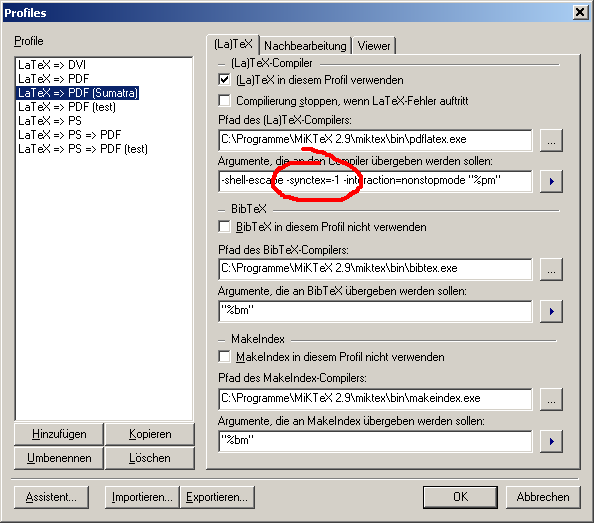 Profiles
Profile
LaTeX => DVI
LaTeX => PDF
LaTeX => PDF (Sumatra)
LaTeX => PDF (test)
LaTeX => PS
LaTeX => PS => PDF
LaTeX => PS => PDF (test)
Hinzufügen
Kopieren
Umbenennen
Löschen
(La)TeX
Nachbearbeitung
Viewer
(La)TeX-Compiler
(La)TeX in diesem Profil verwenden
Compilierung stoppen, wenn LaTeX-Fehler auftritt
Pfad des (La)TeX-Compilers:
C:\Programme\MiKTeX 2.9\miktex\bin\pdflatex.exe
...
Argumente, die an den Compiler übergeben werden sollen:
-shell-escape -synctex=-1 -interaction=nonstopmode "%pm"
BibTeX
BibTeX in diesem Profil nicht verwenden
Pfad des BibTeX-Compilers:
C:\Programme\MiKTeX 2.9\miktex\bin\bibtex.exe
...
Argumente, die an BibTeX übergeben werden sollen:
"%bm"
MakeIndex
MakeIndex in diesem Profil nicht verwenden
Pfad des MakeIndex-Compilers:
C:\Programme\MiKTeX 2.9\miktex\bin\makeindex.exe
...
Argumente, die an MakeIndex übergeben werden sollen:
"%bm"
Assistent...
Importieren...
Exportieren...
OK
Abbrechen